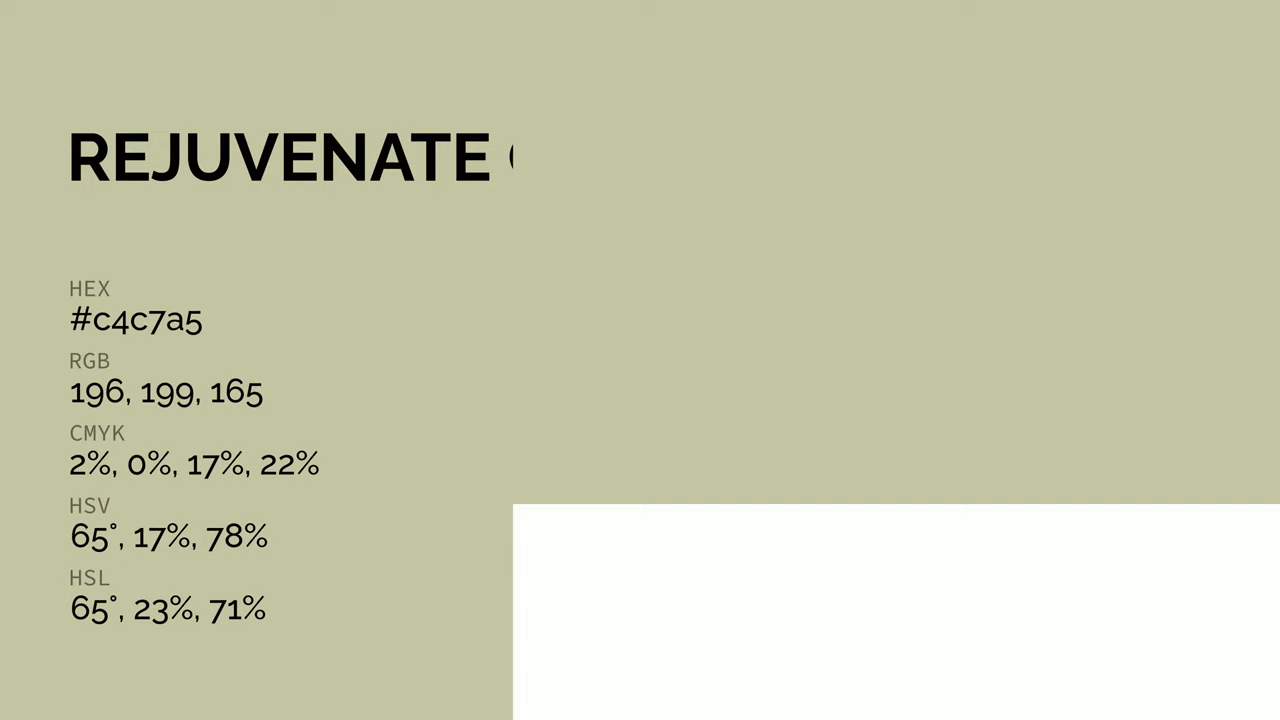 REJUVENATE
HEX
#c4c7a5
RGB
196, 199, 165
CMYK
2%, 0%, 17%, 22%
HSV
65°, 17%, 78%
HSL
65°, 23%, 71%